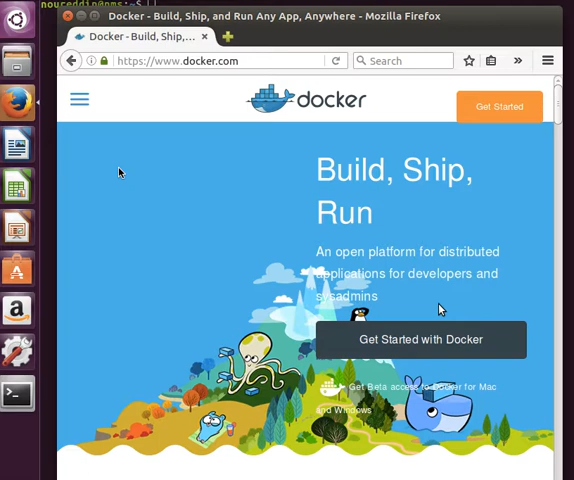 noureddin@nms:~$
Docker - Build, Ship, and Run Any App, Anywhere - Mozilla Firefox
Docker - Build, Ship,...
https://www.docker.com
Search
docker
Get Started
Build, Ship,
Run
An open platform for distributed
applications for developers and
sysadmins
Get Started with Docker
Get Beta access to Docker for Mac
and Windows